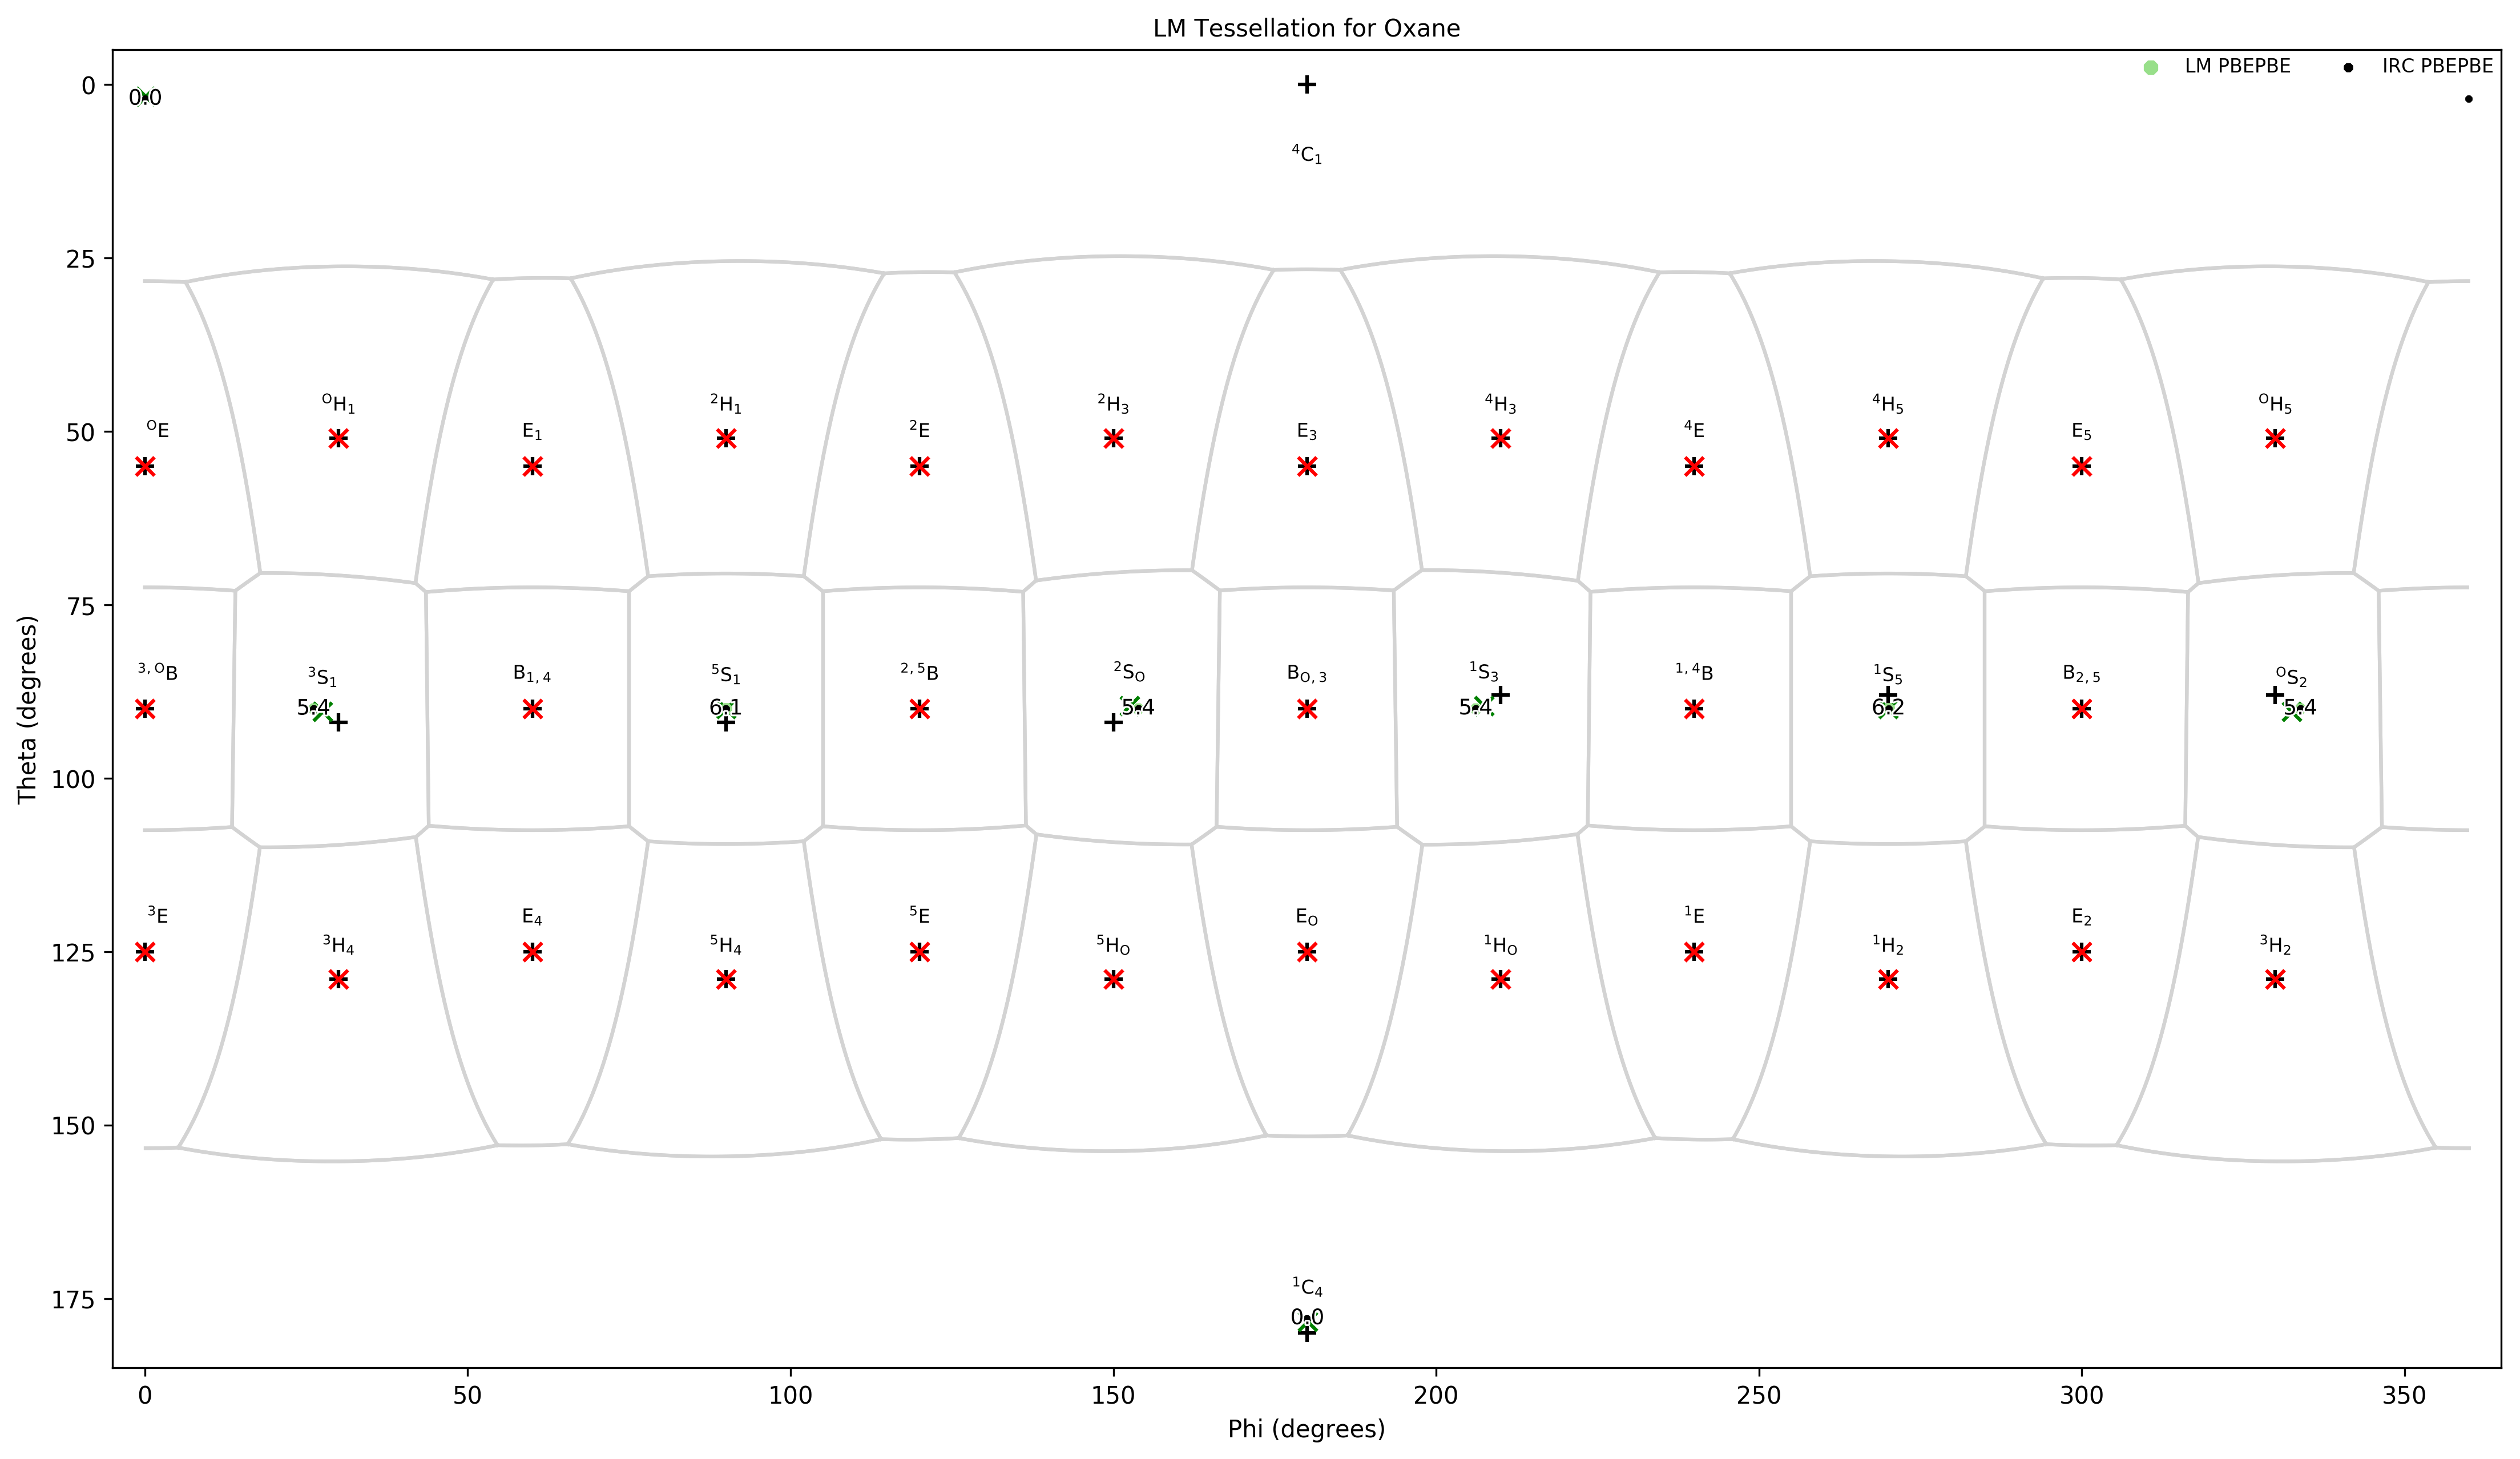 LM Tessellation for Oxane
LM PBEPBE
IRC PBEPBE
0
0.0
⁴C₁
25
ᴼH₁
²H₁
²H₃
⁴H₃
⁴H₅
ᴼH₅
ᴼE
E₁
²E
E₃
⁴E
E₅
50
75
³,ᴼB
³S₁
B₁,₄
⁵S₁
²,⁵B
²Sₒ
Bₒ,₃
¹S₃
¹,⁴B
¹S₅
B₂,₅
ᴼS₂
5.4
6.1
5.4
5.4
6.2
5.4
100
³E
E₄
⁵E
Eₒ
¹E
E₂
³H₄
⁵H₄
⁵Hₒ
¹Hₒ
¹H₂
³H₂
125
150
¹C₄
175
0.0
0 50 100 150 200 250 300 350
Phi (degrees)
Theta (degrees)